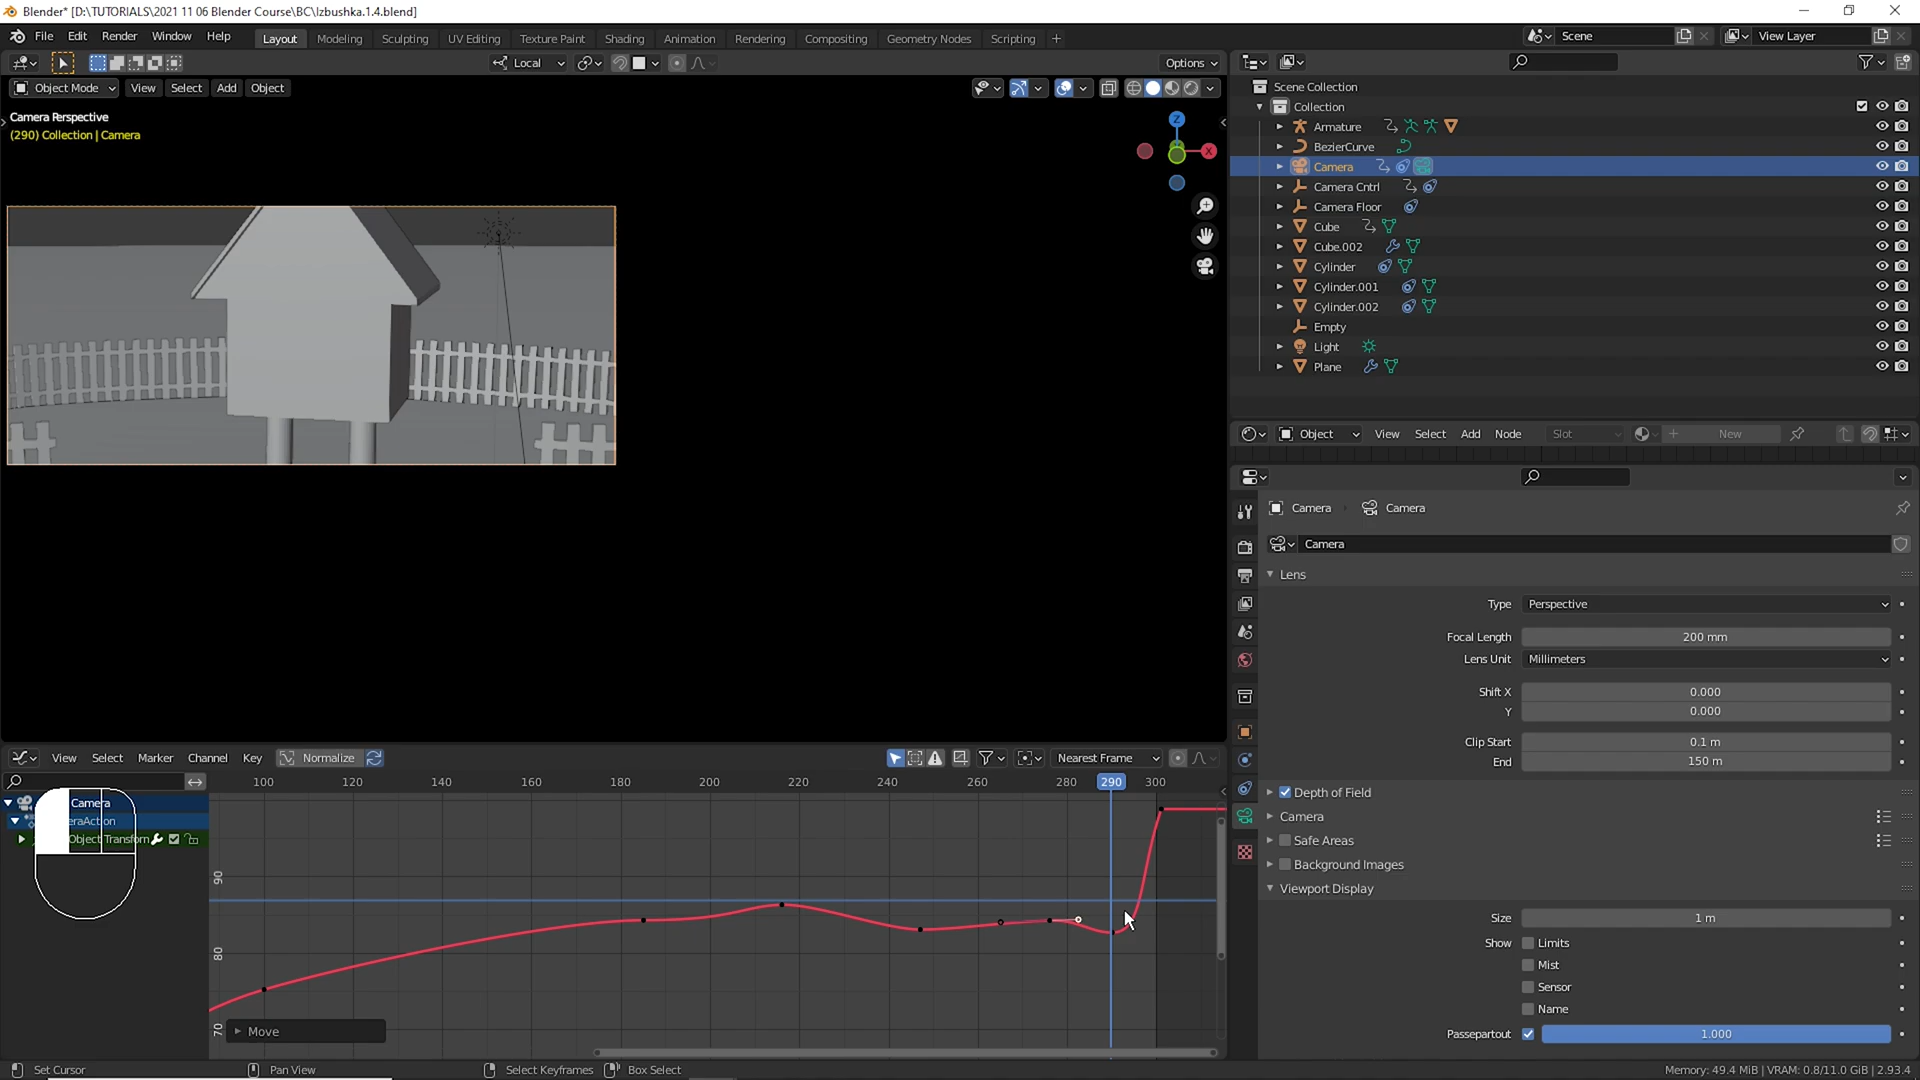 Blender* [D:\TUTORIALS\2021 11 06 Blender Course\BC\Izbushka.1.4.blend]
File Edit Render Window Help Layout Modeling Sculpting UV Editing Texture Paint Shading Animation Rendering Compositing Geometry Nodes Scripting + Scene View Layer
Local Options
Object Mode View Select Add Object
Camera Perspective
(290) Collection | Camera
Z
X
Scene Collection
Collection
Armature
BezierCurve
Camera
Camera Cntrl
Camera Floor
Cube
Cube.002
Cylinder
Cylinder.001
Cylinder.002
Empty
Light
Plane
Object View Select Add Node Slot New
Camera Camera
Camera
Lens
Type Perspective
Focal Length 200 mm
Lens Unit Millimeters
Shift X 0.000
Y 0.000
Clip Start 0.1 m
End 150 m
Depth of Field
Camera
Safe Areas
Background Images
Viewport Display
Size 1 m
Show Limits
Mist
Sensor
Name
Passepartout 1.000
View Select Marker Channel Key Normalize Nearest Frame
100 120 140 160 180 200 220 240 260 280 290 300
Camera
eraAction
Object Transform
90
80
70
Move
Set Cursor Pan View Select Keyframes Box Select Memory: 49.4 MiB | VRAM: 0.8/11.0 GiB | 2.93.4